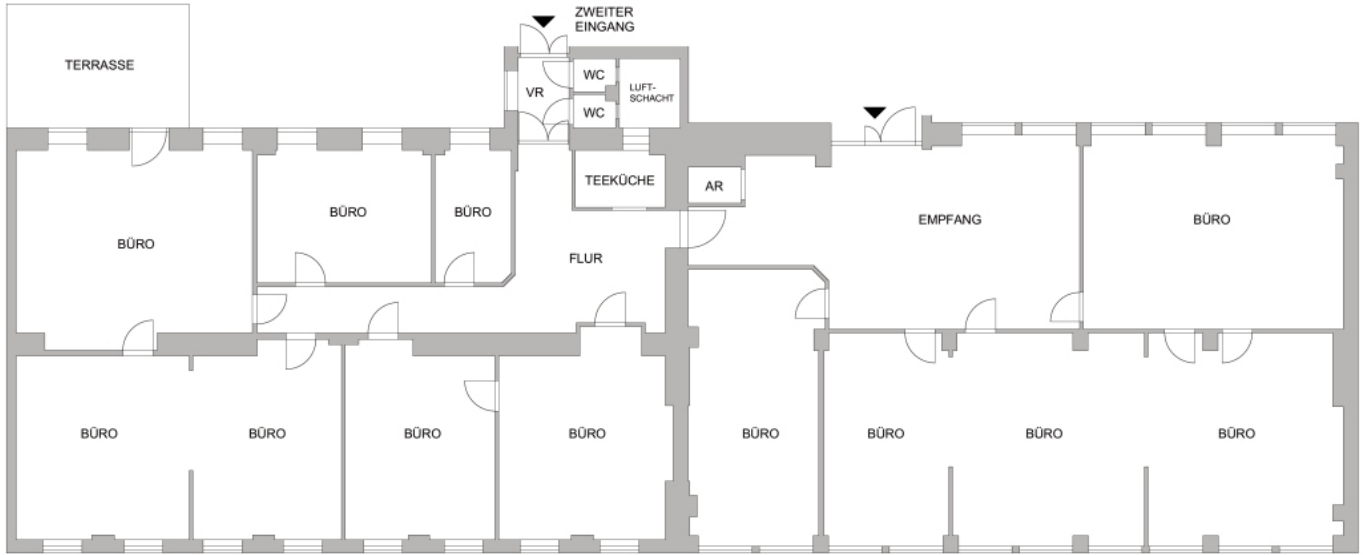 ZWEITER
EINGANG
TERRASSE
WC
VR
LUFT-
SCHACHT
WC
TEEKÜCHE
AR
BÜRO
BÜRO
BÜRO
EMPFANG
BÜRO
FLUR
BÜRO
BÜRO
BÜRO
BÜRO
BÜRO
BÜRO
BÜRO
BÜRO